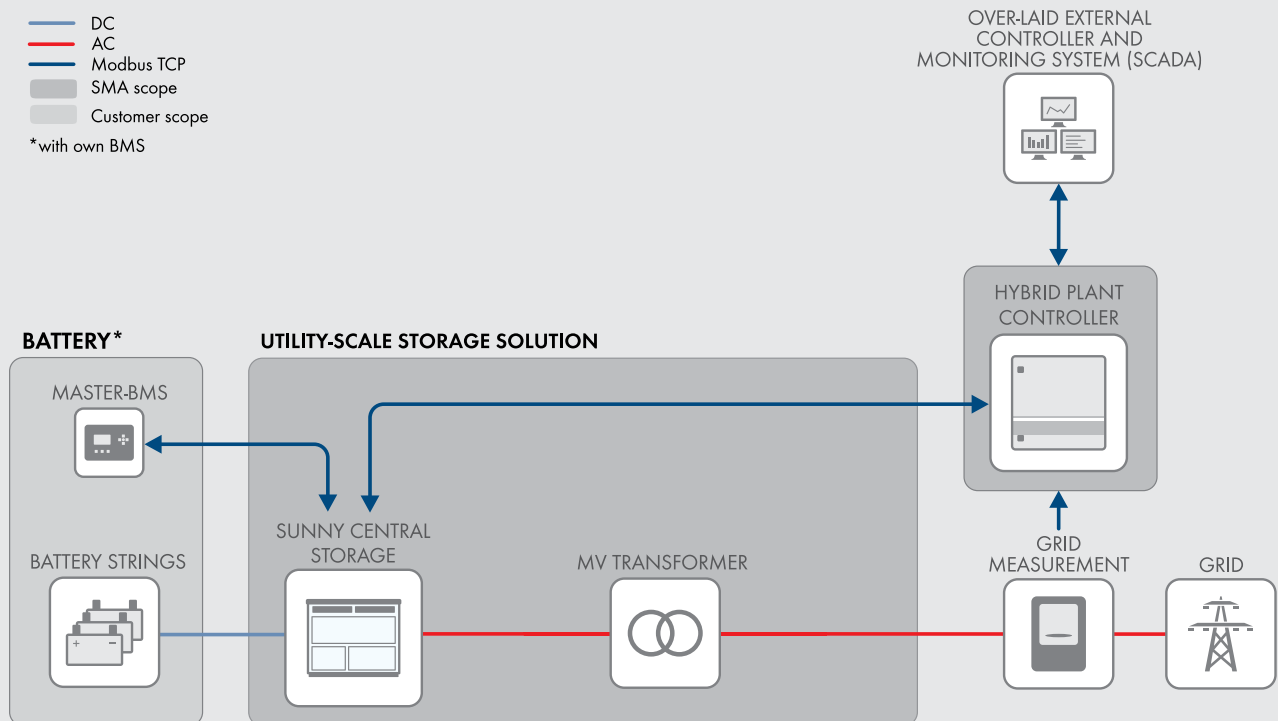 DC
AC
Modbus TCP
SMA scope
Customer scope
*with own BMS
OVER-LAID EXTERNAL
CONTROLLER AND
MONITORING SYSTEM (SCADA)
HYBRID PLANT
CONTROLLER
BATTERY*
UTILITY-SCALE STORAGE SOLUTION
MASTER-BMS
SUNNY CENTRAL
STORAGE
BATTERY STRINGS
MV TRANSFORMER
GRID
MEASUREMENT
GRID